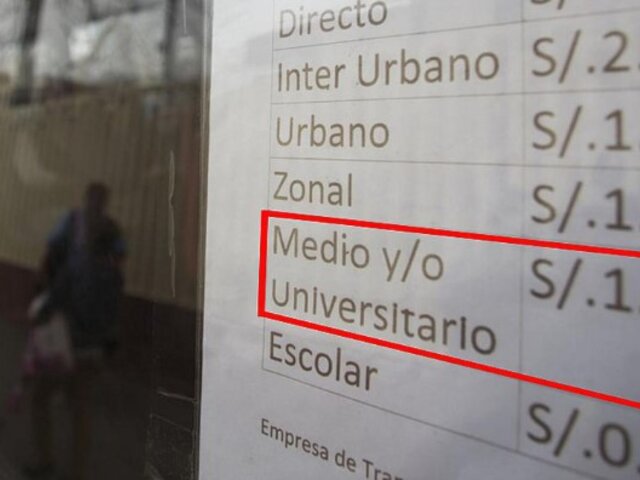 Directo S/.
Inter Urbano S/.2.
Urbano S/.1.
Zonal S/.1.
Medio y/o S/.1.
Universitario
Escolar S/.0.
Empresa de Tra